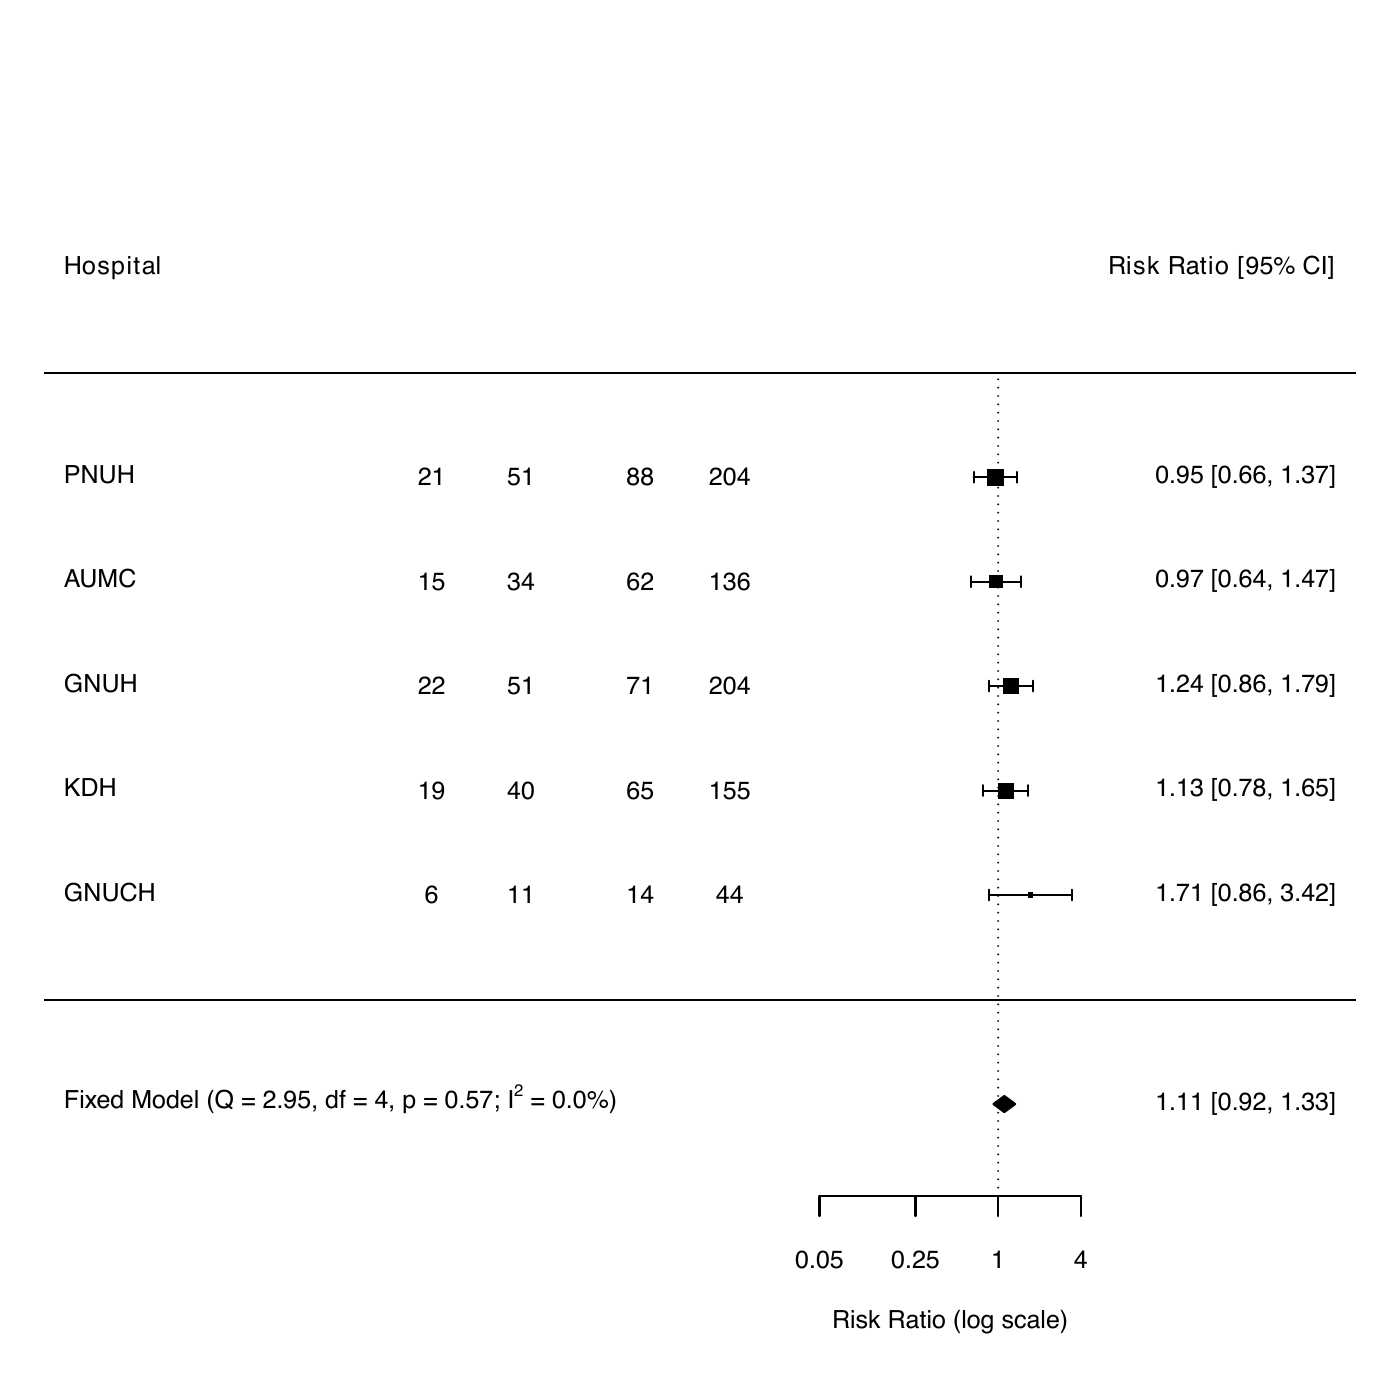 Hospital Risk Ratio [95% CI]
PNUH 21 51 88 204 0.95 [0.66, 1.37]
AUMC 15 34 62 136 0.97 [0.64, 1.47]
GNUH 22 51 71 204 1.24 [0.86, 1.79]
KDH 19 40 65 155 1.13 [0.78, 1.65]
GNUCH 6 11 14 44 1.71 [0.86, 3.42]
Fixed Model (Q = 2.95, df = 4, p = 0.57; I² = 0.0%) 1.11 [0.92, 1.33]
0.05 0.25 1 4
Risk Ratio (log scale)